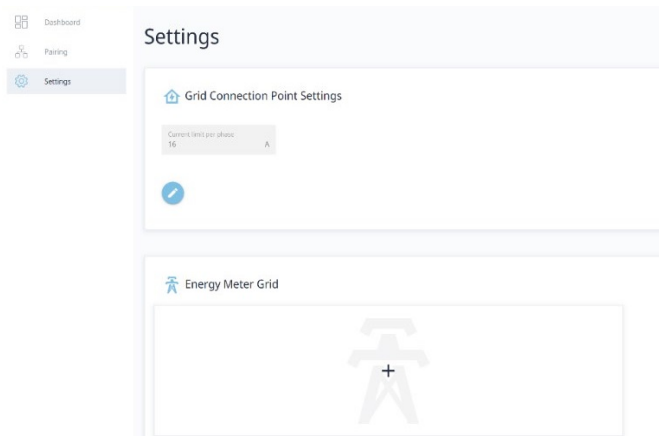 Dashboard
Pairing
Settings
Settings
Grid Connection Point Settings
Current limit per phase
16 A
Energy Meter Grid
+